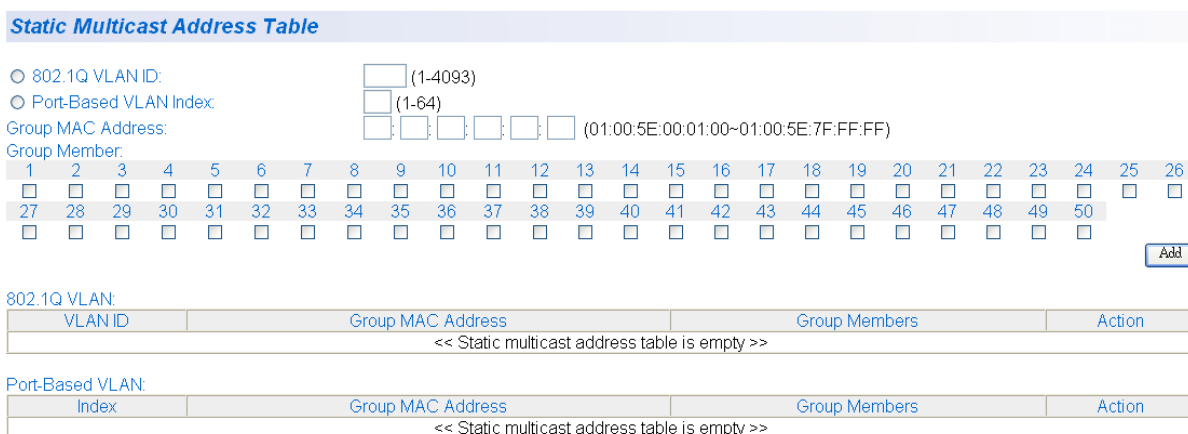 Static Multicast Address Table
802.1Q VLAN ID: (1-4093)
Port-Based VLAN Index: (1-64)
Group MAC Address: : : : : : (01:00:5E:00:01:00~01:00:5E:7F:FF:FF)
Group Member:
1 2 3 4 5 6 7 8 9 10 11 12 13 14 15 16 17 18 19 20 21 22 23 24 25 26
27 28 29 30 31 32 33 34 35 36 37 38 39 40 41 42 43 44 45 46 47 48 49 50
Add
802.1Q VLAN:
VLAN ID Group MAC Address Group Members Action
<< Static multicast address table is empty >>
Port-Based VLAN:
Index Group MAC Address Group Members Action
<< Static multicast address table is empty >>